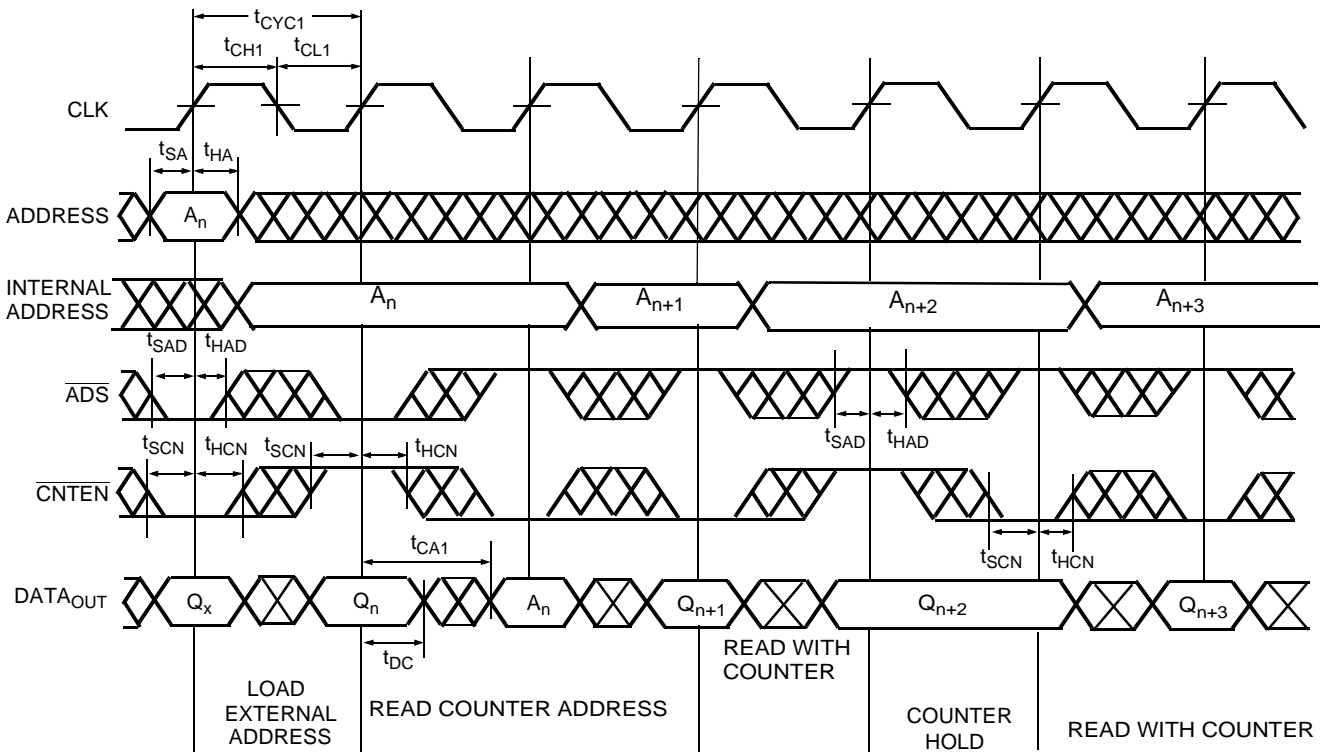 tCYC1
tCH1 tCL1
CLK
tSA tHA
ADDRESS An
INTERNAL
ADDRESS
An An+1 An+2 An+3
tSAD tHAD
ADS
tSAD tHAD
tSCN tHCN tSCN tHCN
CNTEN
tSCN tHCN
tCA1
DATAOUT Qx Qn An Qn+1 Qn+2 Qn+3
tDC
LOAD
EXTERNAL
ADDRESS
READ COUNTER ADDRESS
READ WITH
COUNTER
COUNTER
HOLD
READ WITH COUNTER